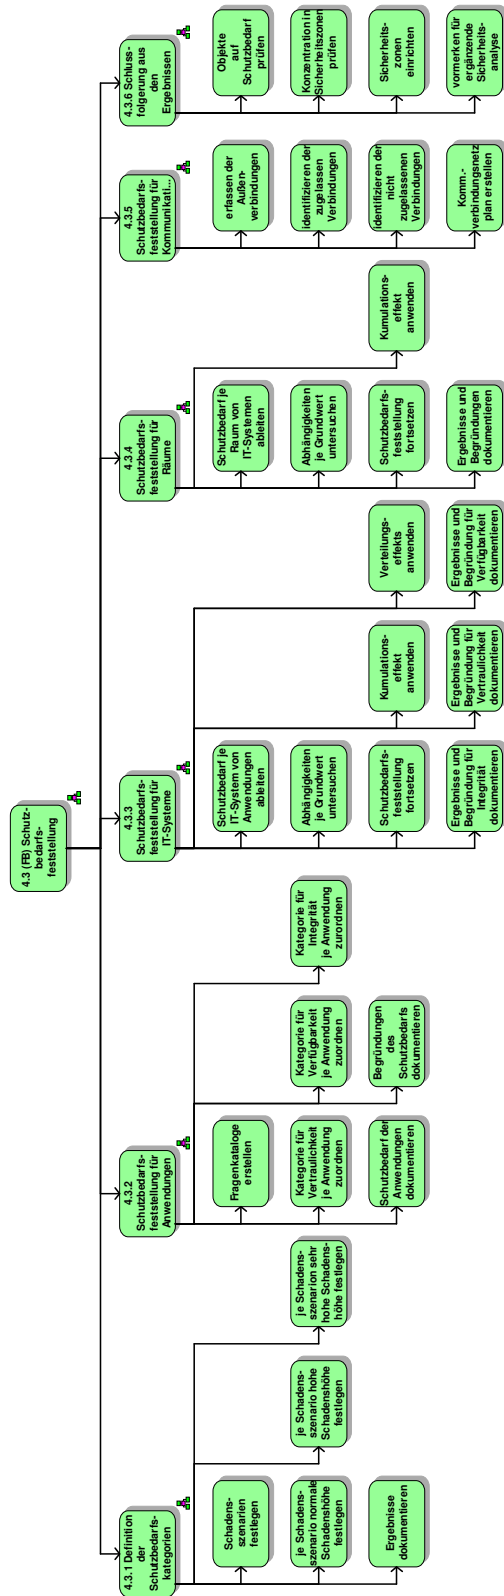 4.3 (FB) Schutz-
bedarfs-
feststellung
4.3.1 Definition
der
Schutzbedarfs-
kategorien
Schadens-
szenarien
festlegen
je Schadens-
szenario normale
Schadenshöhe
festlegen
je Schadens-
szenario hohe
Schadenshöhe
festlegen
je Schadens-
szenarion sehr
hohe Schadens-
höhe festlegen
Ergebnisse
dokumentieren
4.3.2
Schutzbedarfs-
feststellung für
Anwendungen
Fragenkataloge
erstellen
Kategorie für
Vertraulichkeit
je Anwendung
zuordnen
Kategorie für
Verfügbarkeit
je Anwendung
zuordnen
Kategorie für
Integrität
je Anwendung
zurordnen
Schutzbedarf der
Anwendungen
dokumentieren
Begründungen
des
Schutzbedarfs
dokumentieren
4.3.3
Schutzbedarfs-
feststellung für
IT-Systeme
Schutzbedarf je
IT-System von
Anwendungen
ableiten
Abhängigkeiten
je Grundwert
untersuchen
Schutzbedarfs-
feststellung
fortsetzen
Kumulations-
effekt
anwenden
Verteilungs-
effekts
anwenden
Ergebnisse und
Begründung für
Integrität
dokumentieren
Ergebnisse und
Begründung für
Vertraulichkeit
dokumentieren
Ergebnisse und
Begründung für
Verfügbarkeit
dokumentieren
4.3.4
Schutzbedarfs-
feststellung für
Räume
Schutzbedarf je
Raum von
IT-Systemen
ableiten
Abhängigkeiten
je Grundwert
untersuchen
Schutzbedarfs-
feststellung
fortsetzen
Kumulations-
effekt
anwenden
Ergebnisse und
Begründungen
dokumentieren
4.3.5
Schutzbedarfs-
feststellung für
Kommunikati...
erfassen der
Außen-
verbindungen
identifizieren der
zugelassen
Verbindungen
identifizieren der
nicht
zugelassenen
Verbindungen
Komm.-
verbindungsnetz
plan erstellen
4.3.6 Schluss-
folgerung aus
den
Ergebnissen
Objekte
auf
Schutzbedarf
prüfen
Konzentration in
Sicherheitszonen
prüfen
Sicherheits-
zonen
einrichten
vormerken für
ergänzende
Sicherheits-
analyse